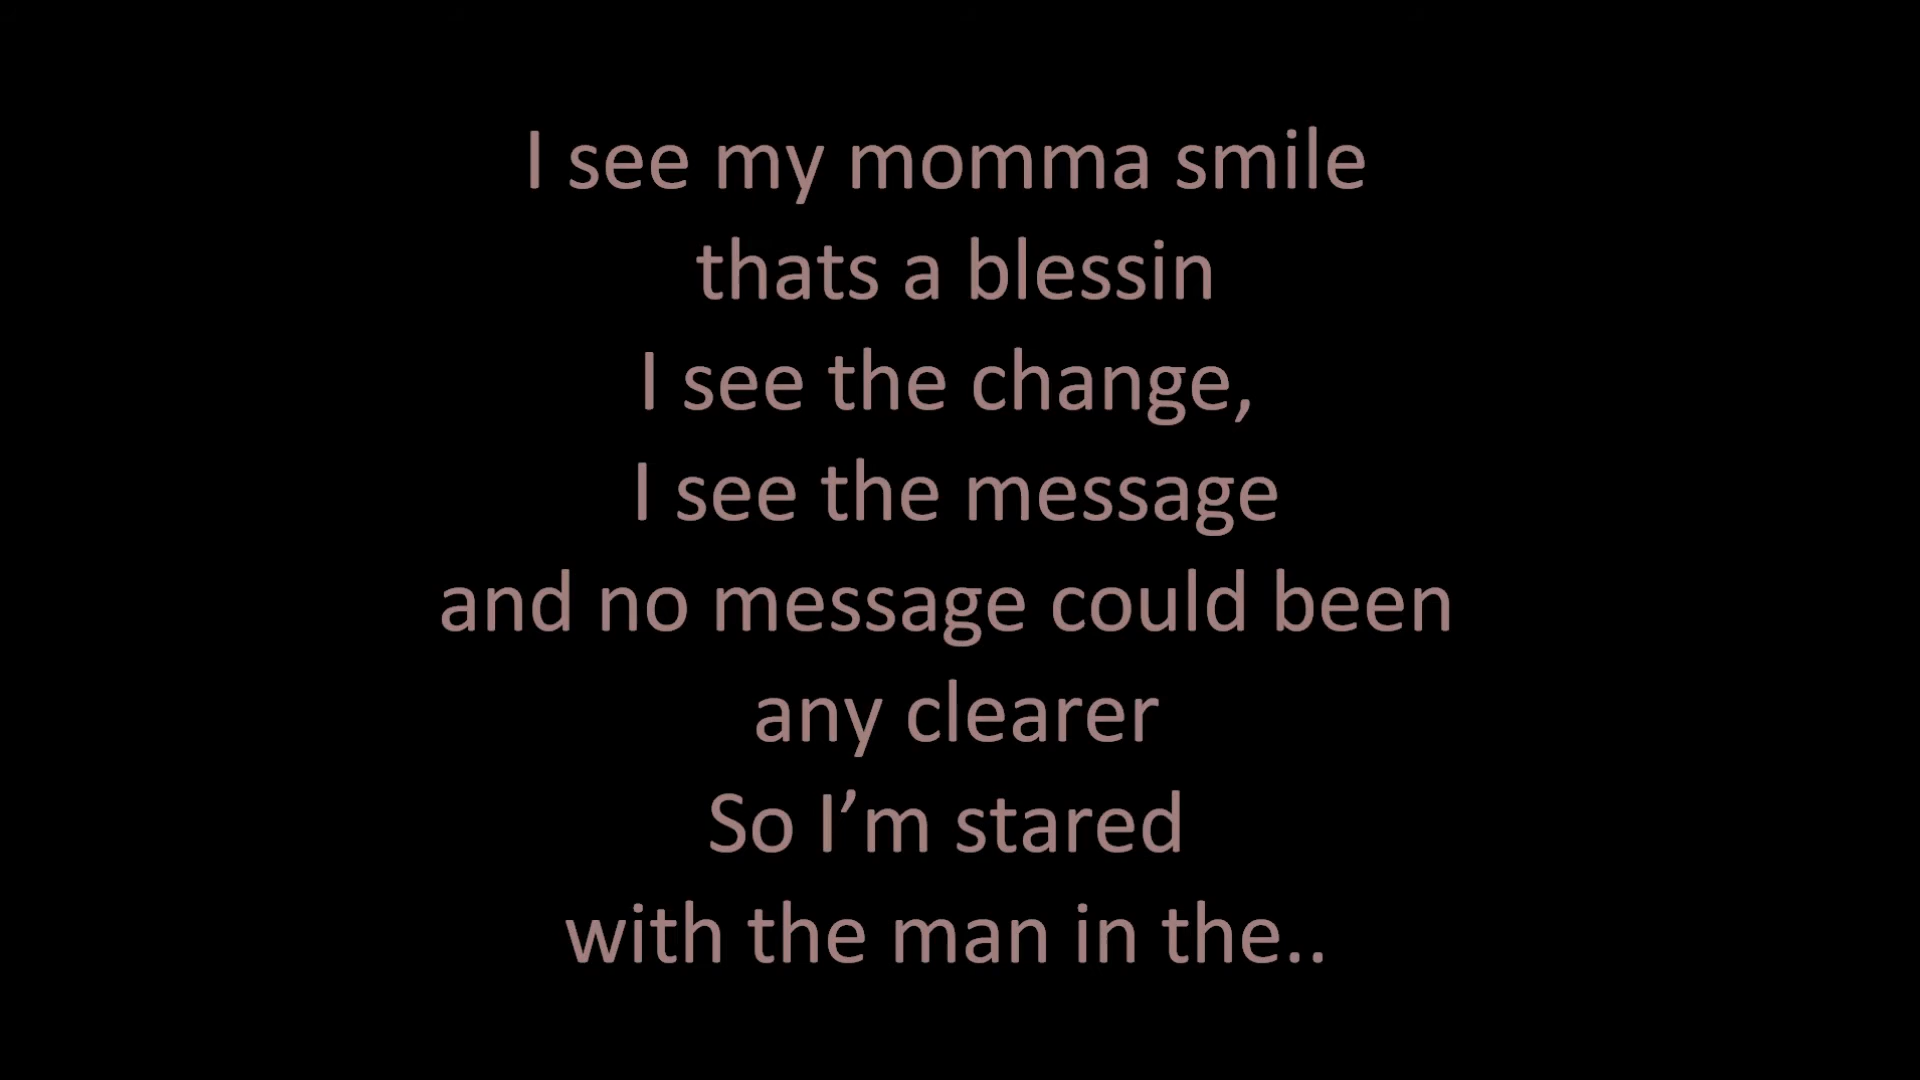 I see my momma smile
thats a blessin
I see the change,
I see the message
and no message could been
any clearer
So I’m stared
with the man in the..